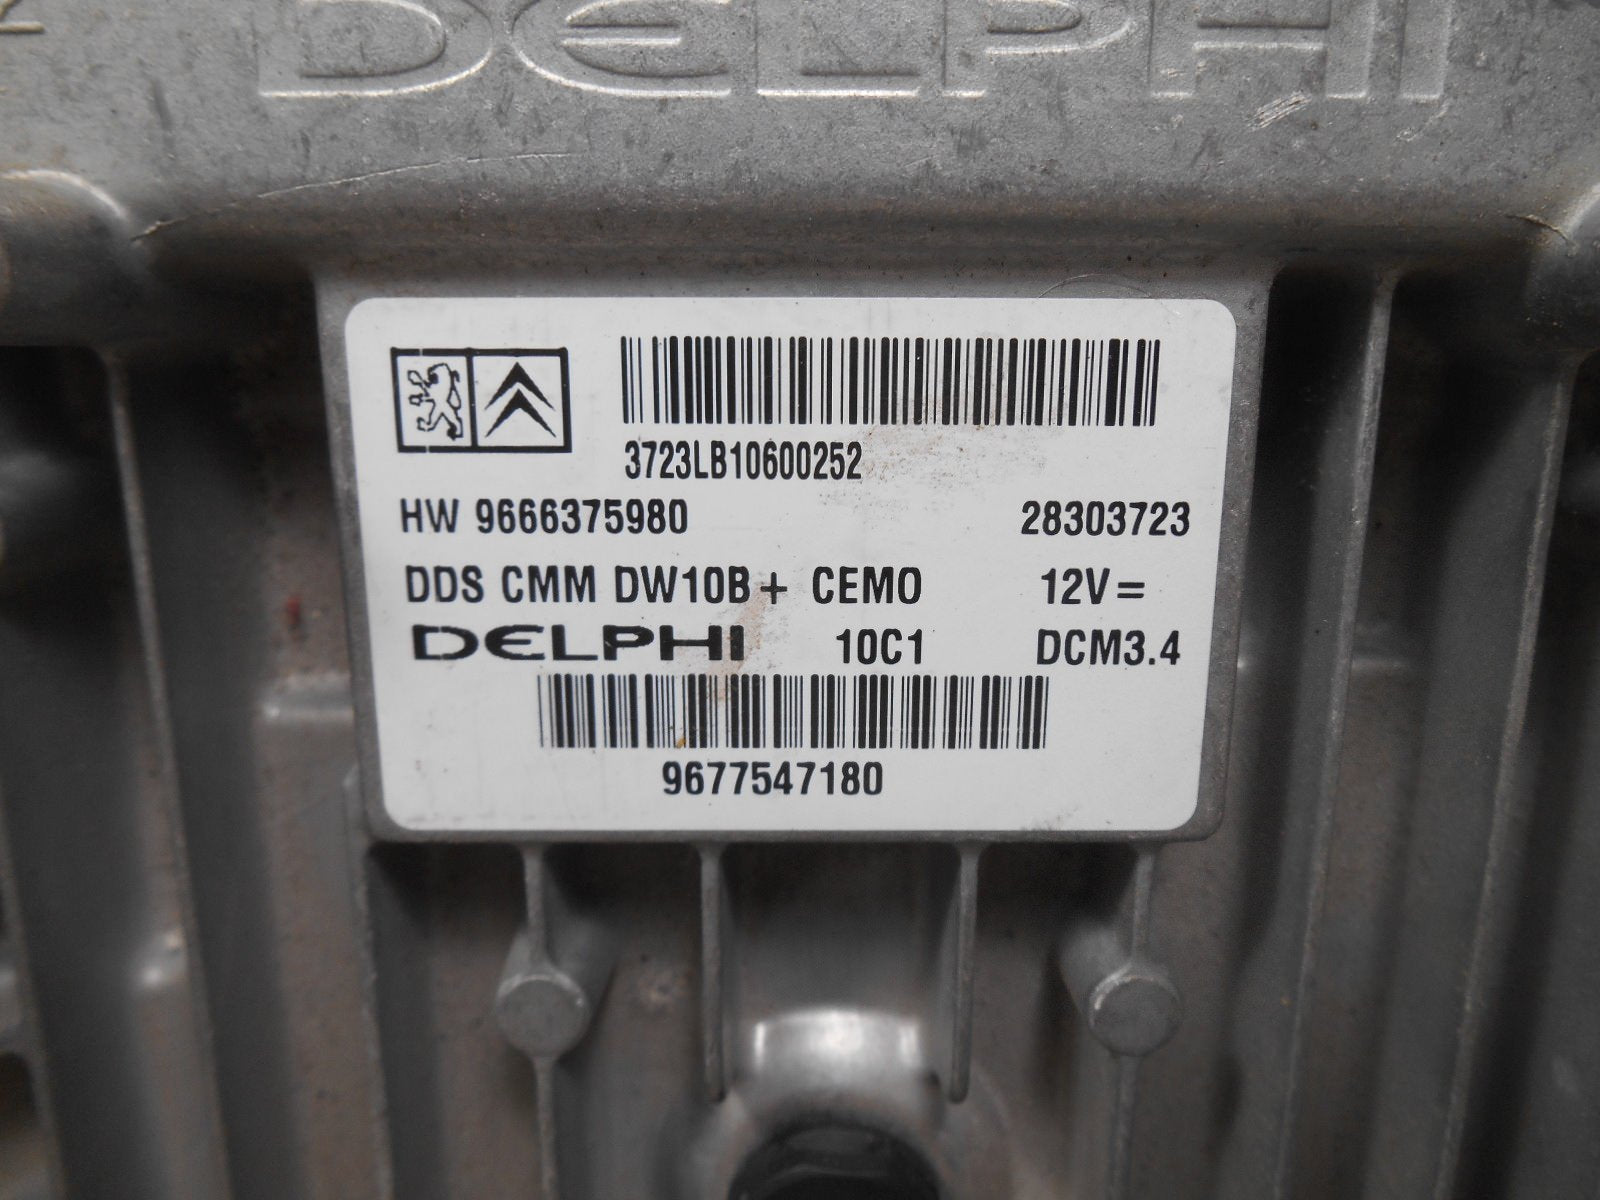 DELPHI
3723LB10600252
HW 9666375980 28303723
DDS CMM DW10B+ CEMO 12V=
DELPHI 10C1 DCM3.4
9677547180